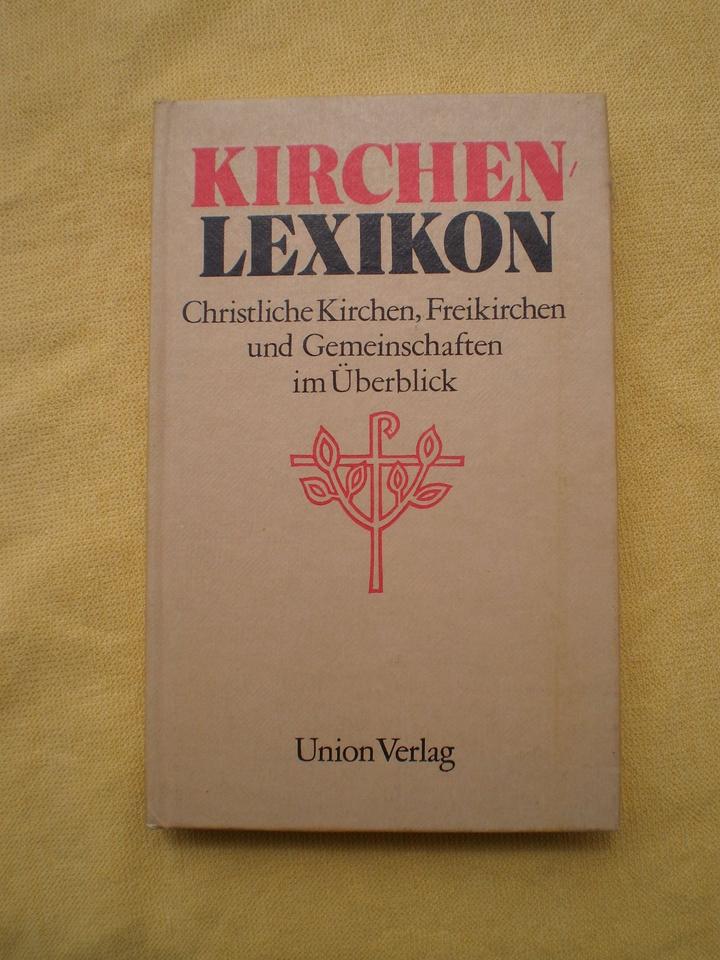 KIRCHEN
LEXIKON
Christliche Kirchen, Freikirchen
und Gemeinschaften
im Überblick
Union Verlag